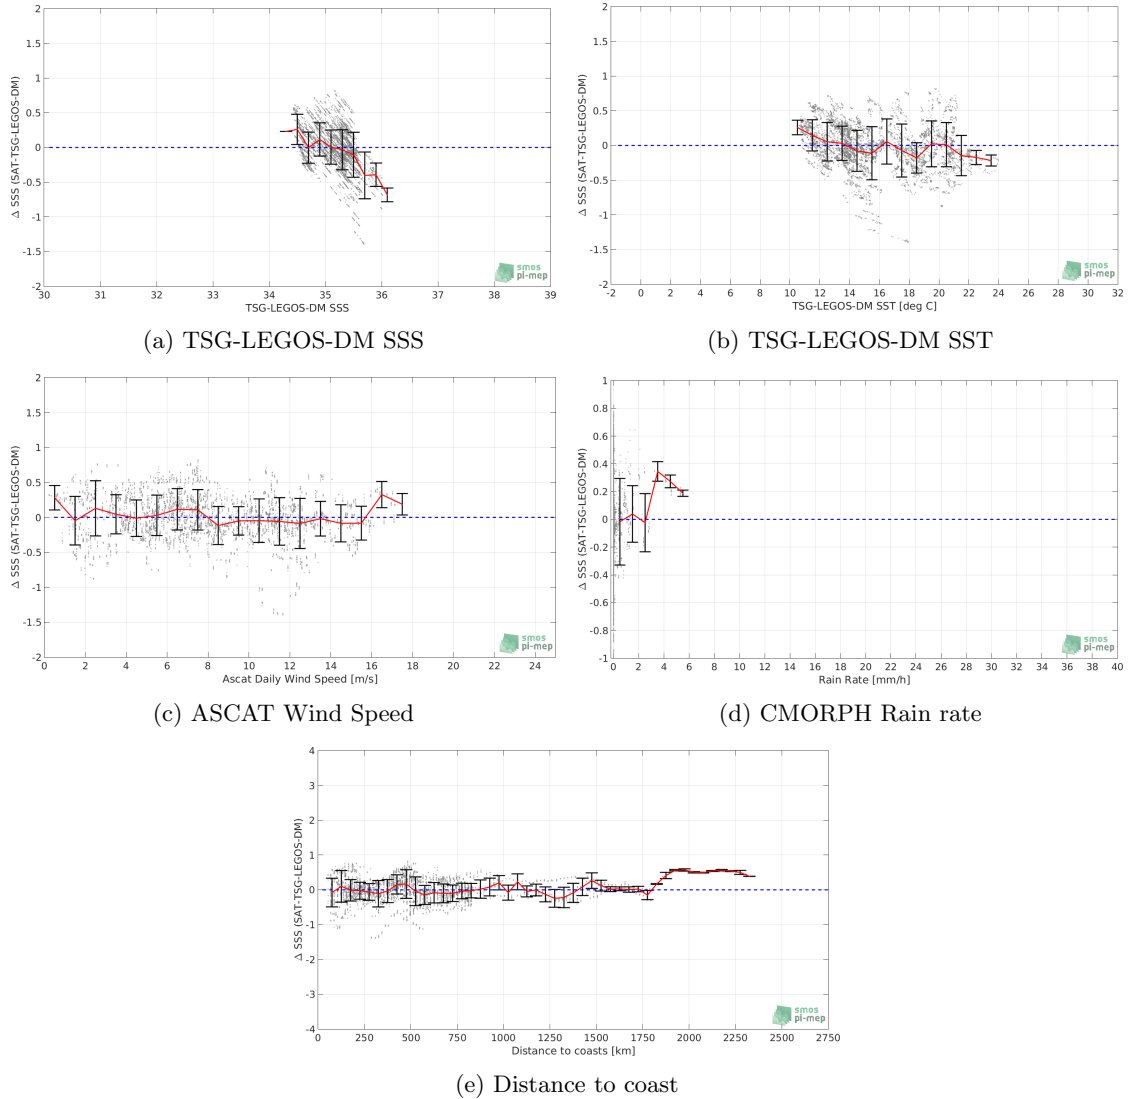 2
1.5
1
0.5
0
-0.5
-1
-1.5
-2
Δ SSS (SAT-TSG-LEGOS-DM)
30 31 32 33 34 35 36 37 38 39
TSG-LEGOS-DM SSS
smos
pi-mep
(a) TSG-LEGOS-DM SSS
2
1.5
1
0.5
0
-0.5
-1
-1.5
-2
Δ SSS (SAT-TSG-LEGOS-DM)
-2 0 2 4 6 8 10 12 14 16 18 20 22 24 26 28 30 32
TSG-LEGOS-DM SST [deg C]
smos
pi-mep
(b) TSG-LEGOS-DM SST
2
1.5
1
0.5
0
-0.5
-1
-1.5
-2
Δ SSS (SAT-TSG-LEGOS-DM)
0 2 4 6 8 10 12 14 16 18 20 22 24
Ascat Daily Wind Speed [m/s]
smos
pi-mep
(c) ASCAT Wind Speed
1
0.8
0.6
0.4
0.2
0
-0.2
-0.4
-0.6
-0.8
-1
Δ SSS (SAT-TSG-LEGOS-DM)
0 2 4 6 8 10 12 14 16 18 20 22 24 26 28 30 32 34 36 38 40
Rain Rate [mm/h]
smos
pi-mep
(d) CMORPH Rain rate
4
3
2
1
0
-1
-2
-3
-4
Δ SSS (SAT-TSG-LEGOS-DM)
0 250 500 750 1000 1250 1500 1750 2000 2250 2500 2750
Distance to coasts [km]
smos
pi-mep
(e) Distance to coast